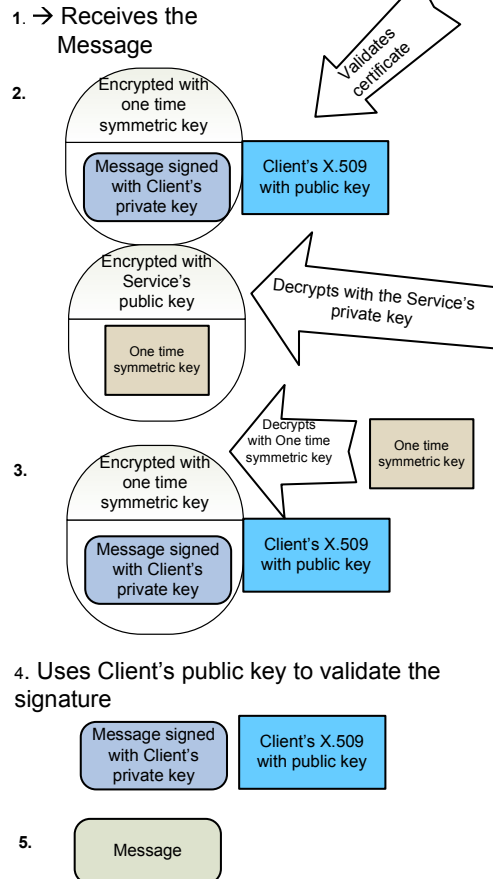 1. → Receives the
Message
Validates
certificate
2.
Encrypted with
one time
symmetric key
Message signed
with Client's
private key
Client's X.509
with public key
Encrypted with
Service's
public key
Decrypts with the Service's
private key
One time
symmetric key
Decrypts
with One time
symmetric key
One time
symmetric key
3.
Encrypted with
one time
symmetric key
Message signed
with Client's
private key
Client's X.509
with public key
4. Uses Client's public key to validate the
signature
Message signed
with Client's
private key
Client's X.509
with public key
5.
Message